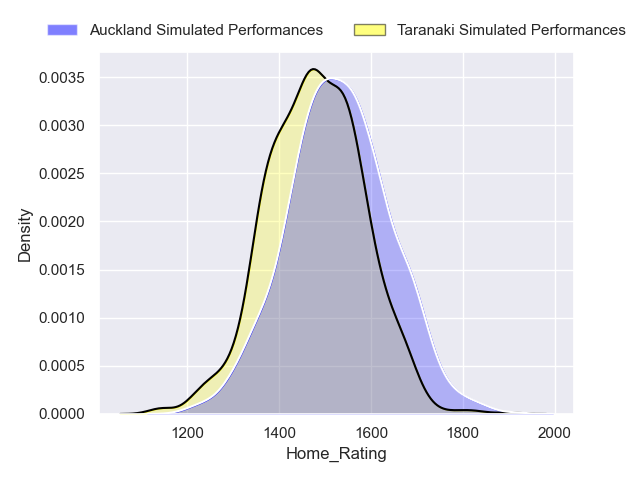 Auckland Simulated Performances Taranaki Simulated Performances
0.0035
0.0030
0.0025
0.0020
0.0015
0.0010
0.0005
0.0000
Density
1200 1400 1600 1800 2000
Home_Rating